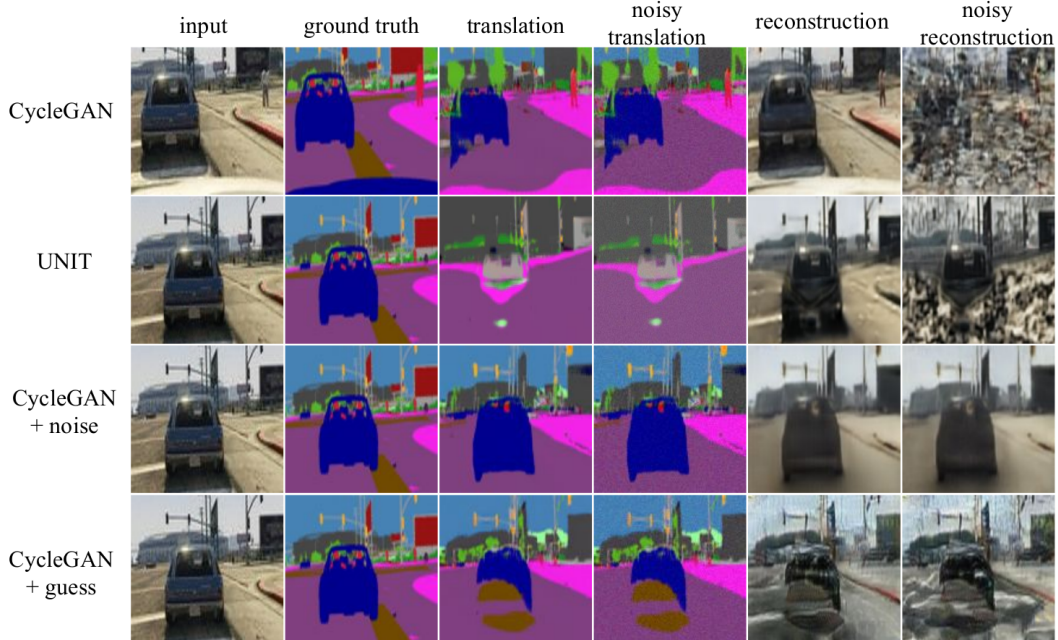 input
ground truth
translation
noisy
translation
reconstruction
noisy
reconstruction
CycleGAN
UNIT
CycleGAN
+ noise
CycleGAN
+ guess